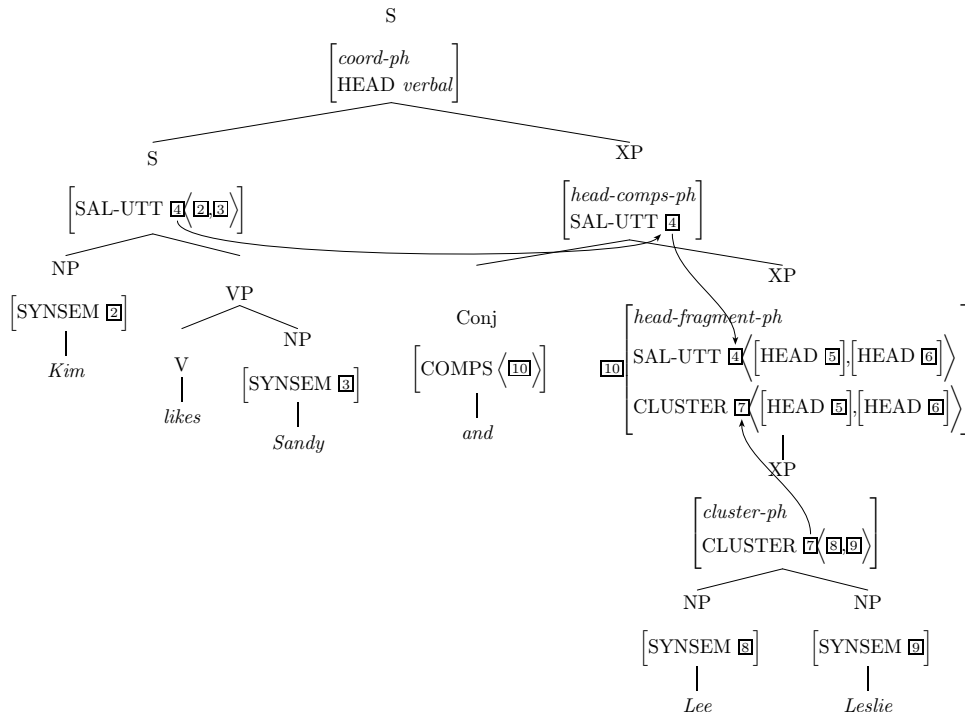 S
coord-ph
HEAD verbal
S XP
SAL-UTT 4⟨2,3⟩ head-comps-ph
SAL-UTT 4
NP XP
SYNSEM 2 VP Conj head-fragment-ph
Kim V NP COMPS ⟨10⟩ 10 SAL-UTT 4⟨[HEAD 5],[HEAD 6]⟩
likes SYNSEM 3 and CLUSTER 7⟨[HEAD 5],[HEAD 6]⟩
Sandy
XP
cluster-ph
CLUSTER 7⟨8,9⟩
NP NP
SYNSEM 8 SYNSEM 9
Lee Leslie